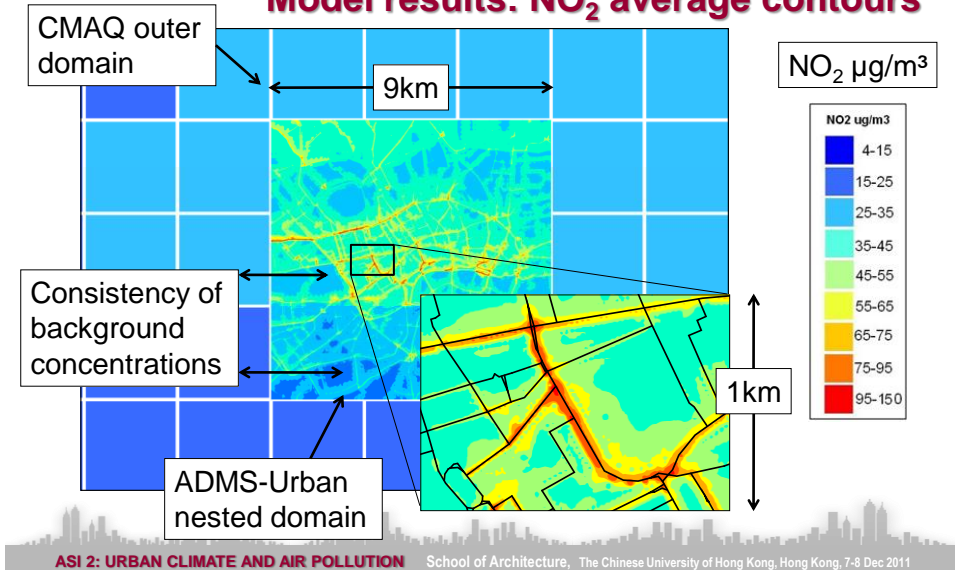 Model results: NO₂ average contours
CMAQ outer
domain
9km
NO₂ µg/m³
NO2 ug/m3
4-15
15-25
25-35
35-45
45-55
55-65
65-75
75-95
95-150
Consistency of
background
concentrations
1km
ADMS-Urban
nested domain
ASI 2: URBAN CLIMATE AND AIR POLLUTION School of Architecture, The Chinese University of Hong Kong, Hong Kong, 7-8 Dec 2011